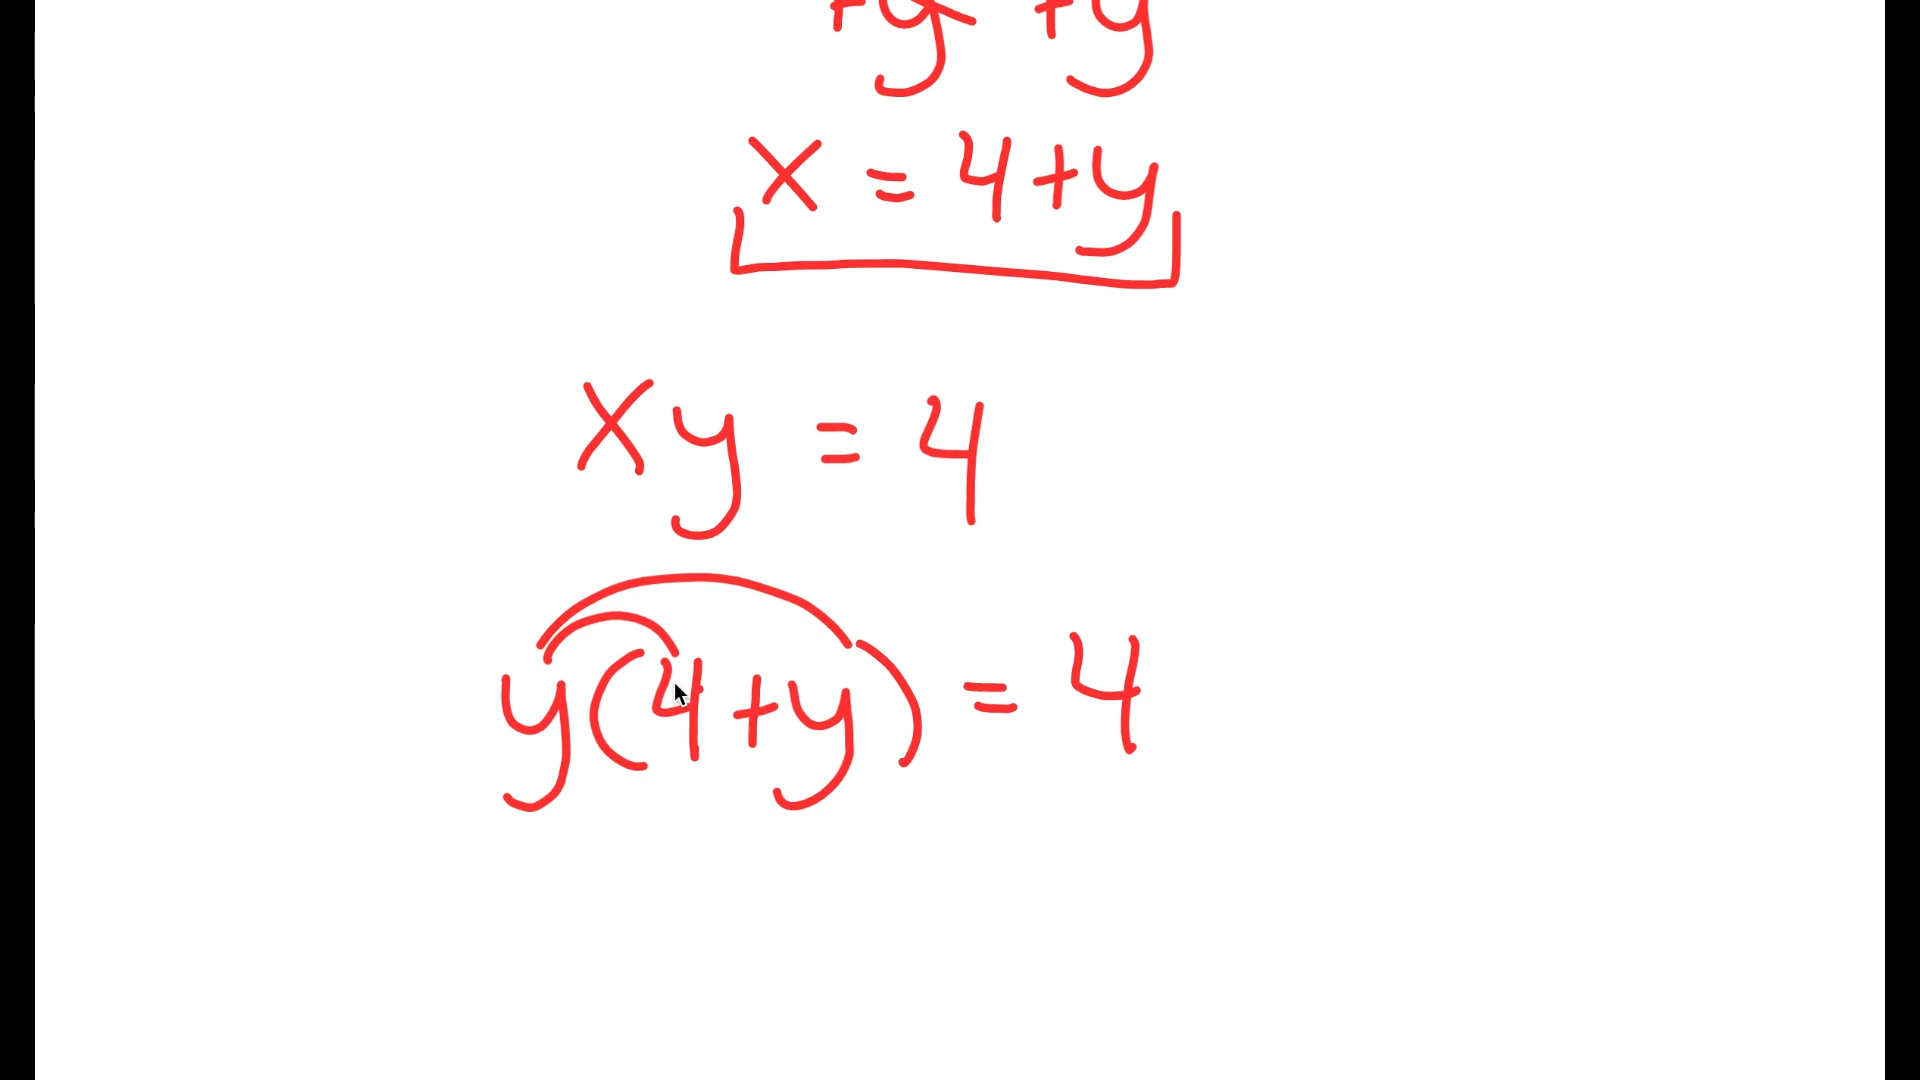 +y +y
x = 4+y
xy = 4
y(4+y) = 4